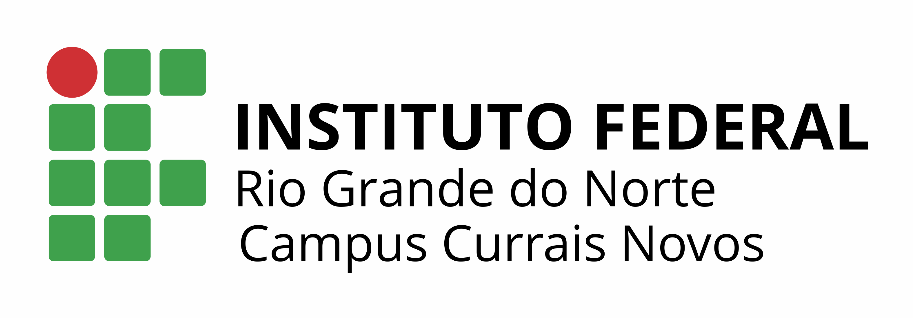 INSTITUTO FEDERAL
Rio Grande do Norte
Campus Currais Novos